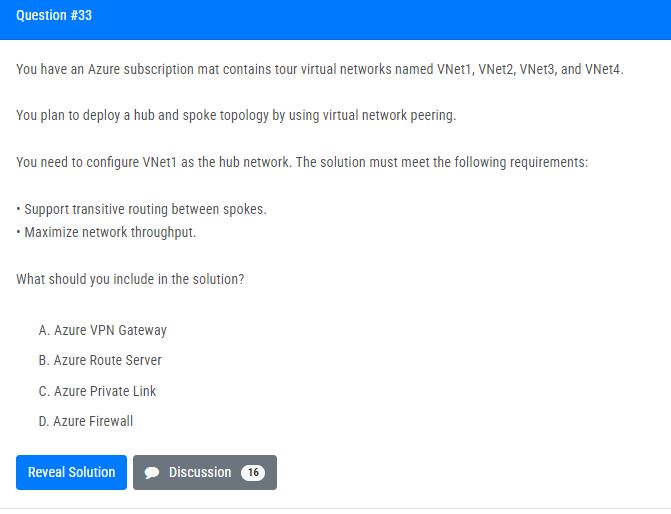 Question #33
You have an Azure subscription mat contains tour virtual networks named VNet1, VNet2, VNet3, and VNet4.
You plan to deploy a hub and spoke topology by using virtual network peering.
You need to configure VNet1 as the hub network. The solution must meet the following requirements:
• Support transitive routing between spokes.
• Maximize network throughput.
What should you include in the solution?
A. Azure VPN Gateway
B. Azure Route Server
C. Azure Private Link
D. Azure Firewall
Reveal Solution
Discussion 16